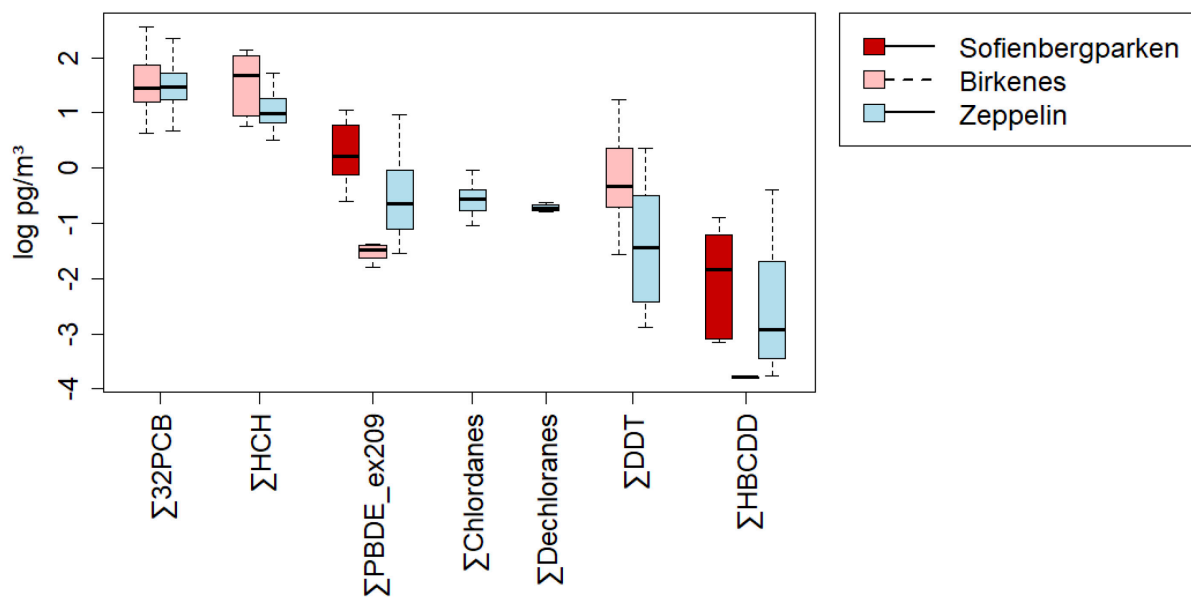 log pg/m³
2
1
0
-1
-2
-3
-4
∑32PCB
∑HCH
∑PBDE_ex209
∑Chlordanes
∑Dechloranes
∑DDT
∑HBCDD
Sofienbergparken
Birkenes
Zeppelin